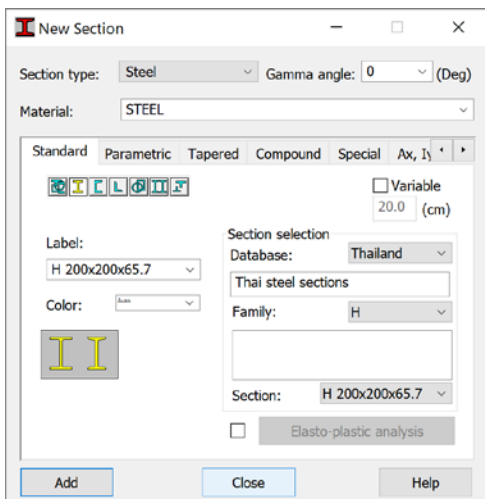 New Section
Section type: Steel Gamma angle: 0 (Deg)
Material: STEEL
Standard Parametric Tapered Compound Special Ax, Iy
Variable
20.0 (cm)
Label:
H 200x200x65.7
Color:
Section selection
Database: Thailand
Thai steel sections
Family: H
Section: H 200x200x65.7
Elasto-plastic analysis
Add Close Help